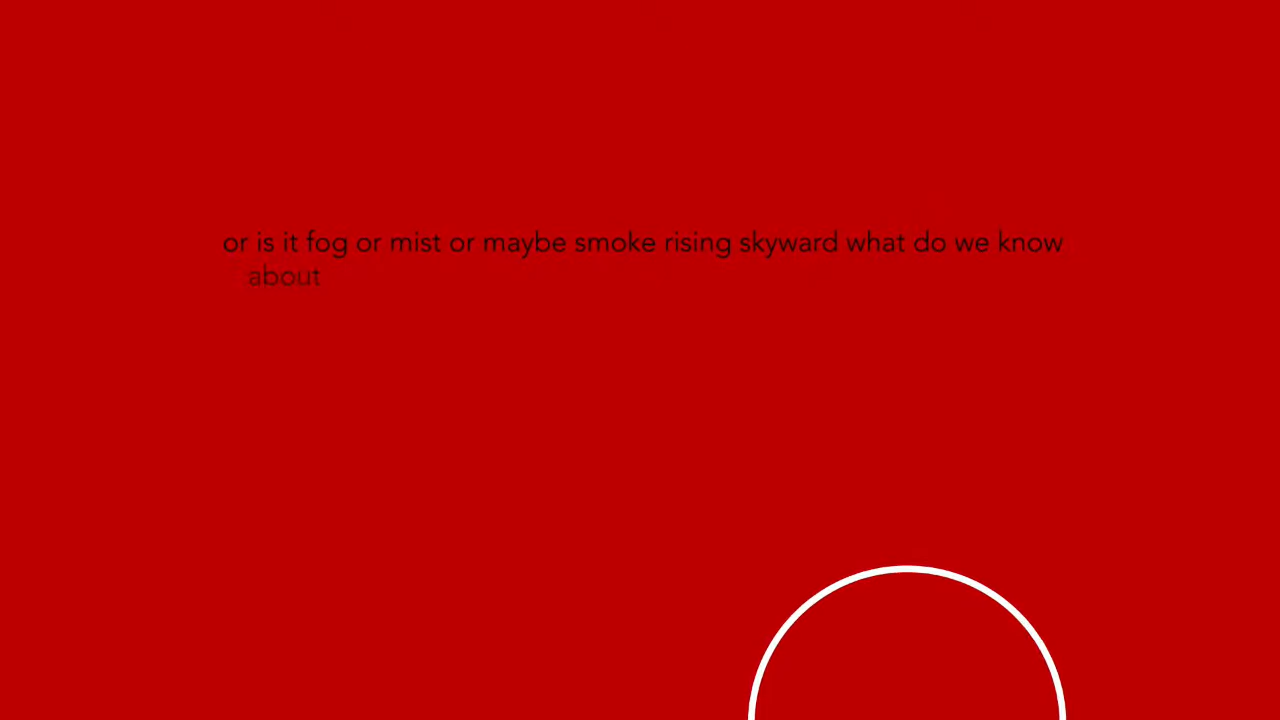 or is it fog or mist or maybe smoke rising skyward what do we know
about